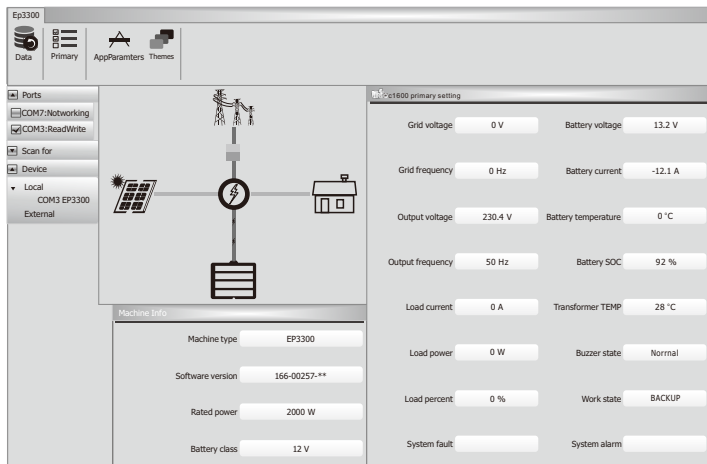 Ep3300
Data
Primary
AppParamters
Themes
Ports
COM7:Notworking
COM3:ReadWrite
Scan for
Device
Local
COM3 EP3300
External
Machine Info
Machine type EP3300
Software version 166-00257-**
Rated power 2000 W
Battery class 12 V
c1600 primary setting
Grid voltage 0 V Battery voltage 13.2 V
Grid frequency 0 Hz Battery current -12.1 A
Output voltage 230.4 V Battery temperature 0 °C
Output frequency 50 Hz Battery SOC 92 %
Load current 0 A Transformer TEMP 28 °C
Load power 0 W Buzzer state Norrnal
Load percent 0 % Work state BACKUP
System fault System alarm